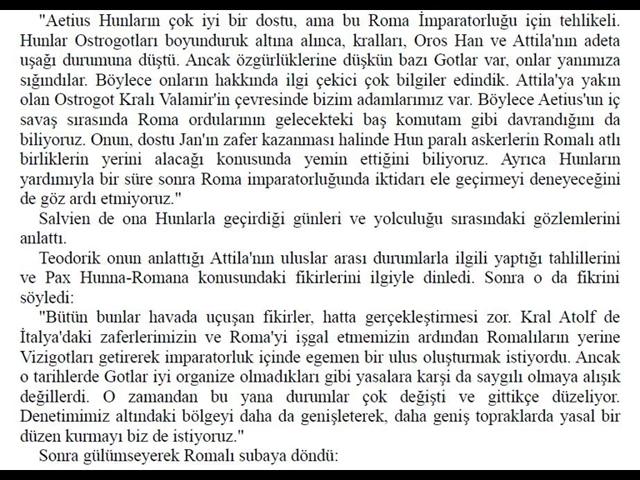 "Aetius Hunların çok iyi bir dostu, ama bu Roma İmparatorluğu için tehlikeli.
Hunlar Ostrogotları boyunduruk altına alınca, kralları, Oros Han ve Attila'nın adeta
uşağı durumuna düştü. Ancak özgürlüklerine düşkün bazı Gotlar var, onlar yanımıza
sığındılar. Böylece onların hakkında ilgi çekici çok bilgiler edindik. Attila'ya yakın
olan Ostrogot Kralı Valamir'in çevresinde bizim adamlarımız var. Böylece Aetius'un iç
savaş sırasında Roma ordularının gelecekteki baş komutam gibi davrandığını da
biliyoruz. Onun, dostu Jan'ın zafer kazanması halinde Hun paralı askerlerin Romalı atlı
birliklerin yerini alacağı konusunda yemin ettiğini biliyoruz. Ayrıca Hunların
yardımıyla bir süre sonra Roma imparatorluğunda iktidarı ele geçirmeyi deneyeceğini
de göz ardı etmiyoruz."
Salvien de ona Hunlarla geçirdiği günleri ve yolculuğu sırasındaki gözlemlerini
anlattı.
Teodorik onun anlattığı Attila'nın uluslar arası durumlarla ilgili yaptığı tahlillerini
ve Pax Hunna-Romana konusundaki fikirlerini ilgiyle dinledi. Sonra o da fikrini
söyledi:
"Bütün bunlar havada uçuşan fikirler, hatta gerçekleştirmesi zor. Kral Atolf de
İtalya'daki zaferlerimizin ve Roma'yi işgal etmemizin ardından Romalıların yerine
Vizigotları getirerek imparatorluk içinde egemen bir ulus oluşturmak istiyordu. Ancak
o tarihlerde Gotlar iyi organize olmadıkları gibi yasalara karşi da saygılı olmaya alışık
değillerdi. O zamandan bu yana durumlar çok değişti ve gittikçe düzeliyor.
Denetimimiz altındaki bölgeyi daha da genişleterek, daha geniş topraklarda yasal bir
düzen kurmayı biz de istiyoruz."
Sonra gülümseyerek Romalı subaya döndü: